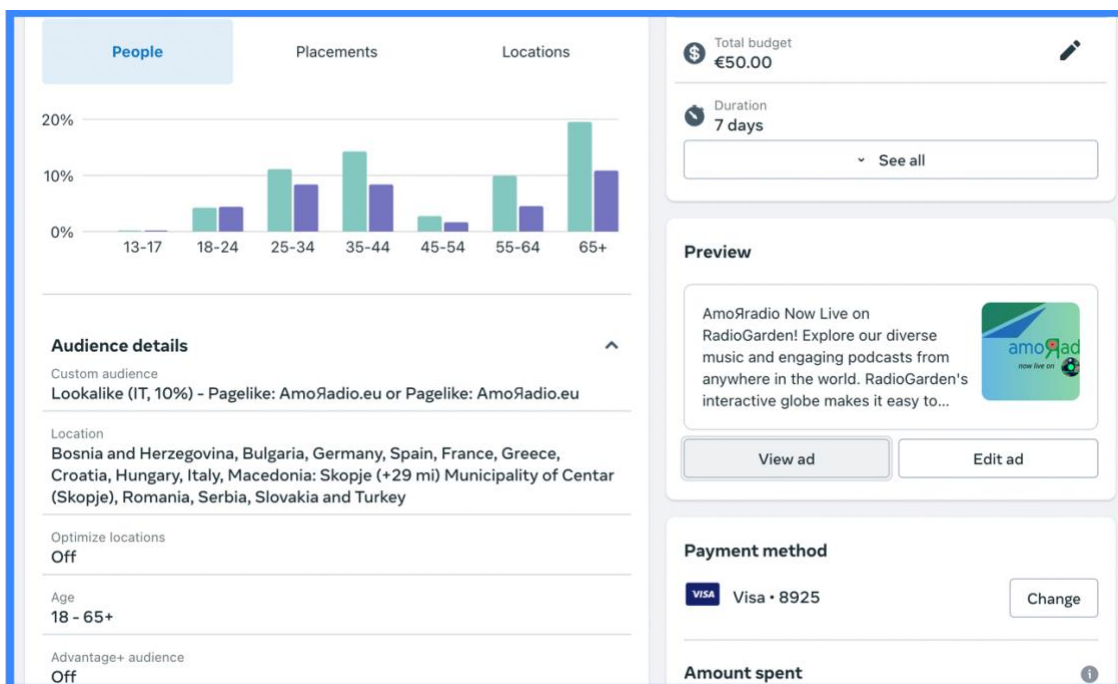 People
Placements
Locations
20%
10%
0%
13-17
18-24
25-34
35-44
45-54
55-64
65+
Audience details
Custom audience
Lookalike (IT, 10%) - Pagelike: AmoЯadio.eu or Pagelike: AmoЯadio.eu
Location
Bosnia and Herzegovina, Bulgaria, Germany, Spain, France, Greece,
Croatia, Hungary, Italy, Macedonia: Skopje (+29 mi) Municipality of Centar
(Skopje), Romania, Serbia, Slovakia and Turkey
Optimize locations
Off
Age
18 - 65+
Advantage+ audience
Off
Total budget
€50.00
Duration
7 days
See all
Preview
AmoЯradio Now Live on
RadioGarden! Explore our diverse
music and engaging podcasts from
anywhere in the world. RadioGarden's
interactive globe makes it easy to...
amoЯad
now live on
View ad
Edit ad
Payment method
VISA
Visa • 8925
Change
Amount spent